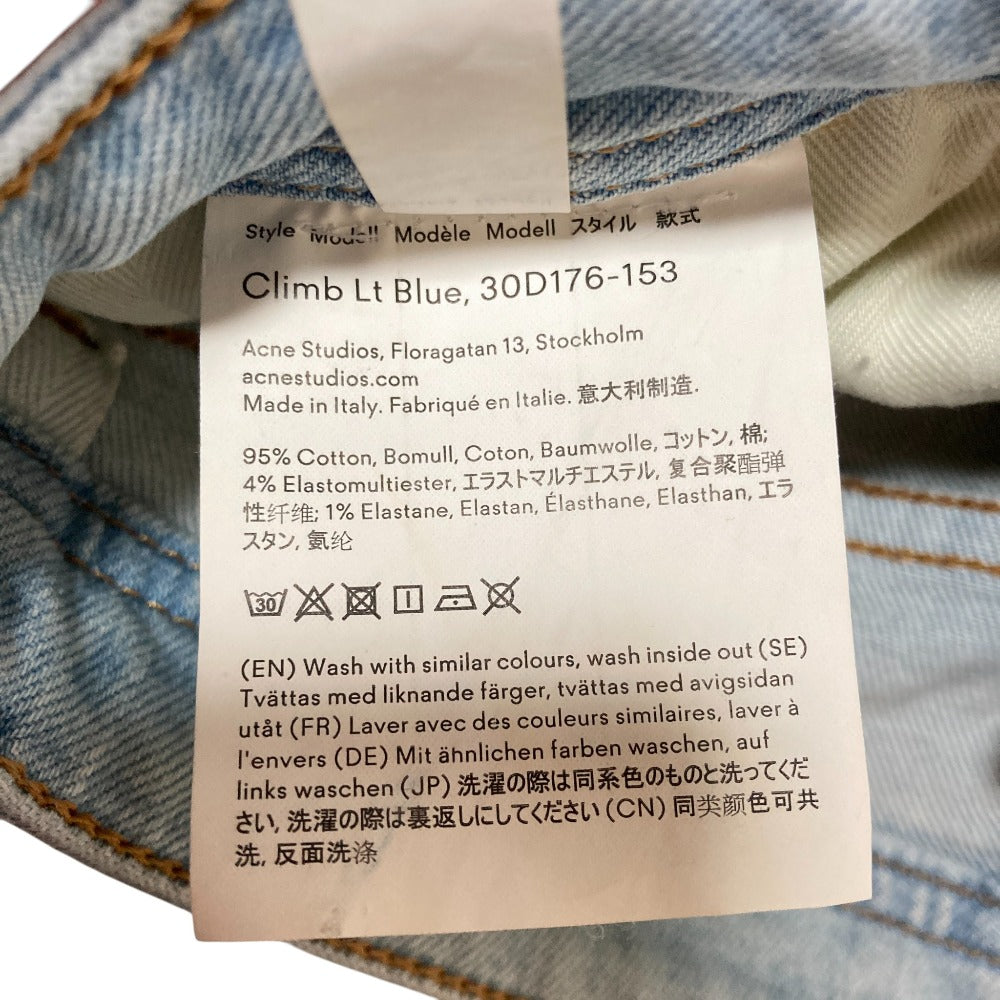 Style Modell Modèle Modell スタイル 款式
Climb Lt Blue, 30D176-153
Acne Studios, Floragatan 13, Stockholm
acnestudios.com
Made in Italy. Fabriqué en Italie. 意大利制造.
95% Cotton, Bomull, Coton, Baumwolle, コットン, 棉;
4% Elastomultiester, エラストマルチエステル, 复合聚酯弹
性纤维; 1% Elastane, Elastan, Élasthane, Elasthan, エラ
スタン, 氨纶
30
(EN) Wash with similar colours, wash inside out (SE)
Tvättas med liknande färger, tvättas med avigsidan
utåt (FR) Laver avec des couleurs similaires, laver à
l'envers (DE) Mit ähnlichen farben waschen, auf
links waschen (JP) 洗濯の際は同系色のものと洗ってくだ
さい, 洗濯の際は裏返しにしてください (CN) 同类颜色可共
洗, 反面洗涤